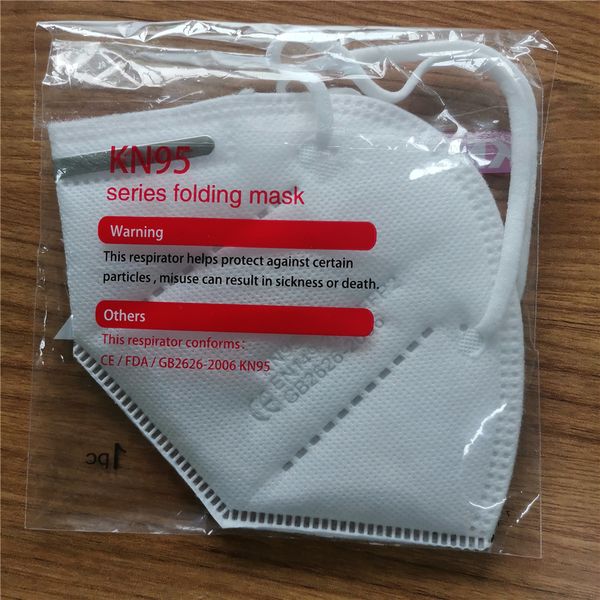 KN95
series folding mask
Warning
This respirator helps protect against certain
particles , misuse can result in sickness or death.
Others
This respirator conforms :
CE / FDA / GB2626-2006 KN95
1pc